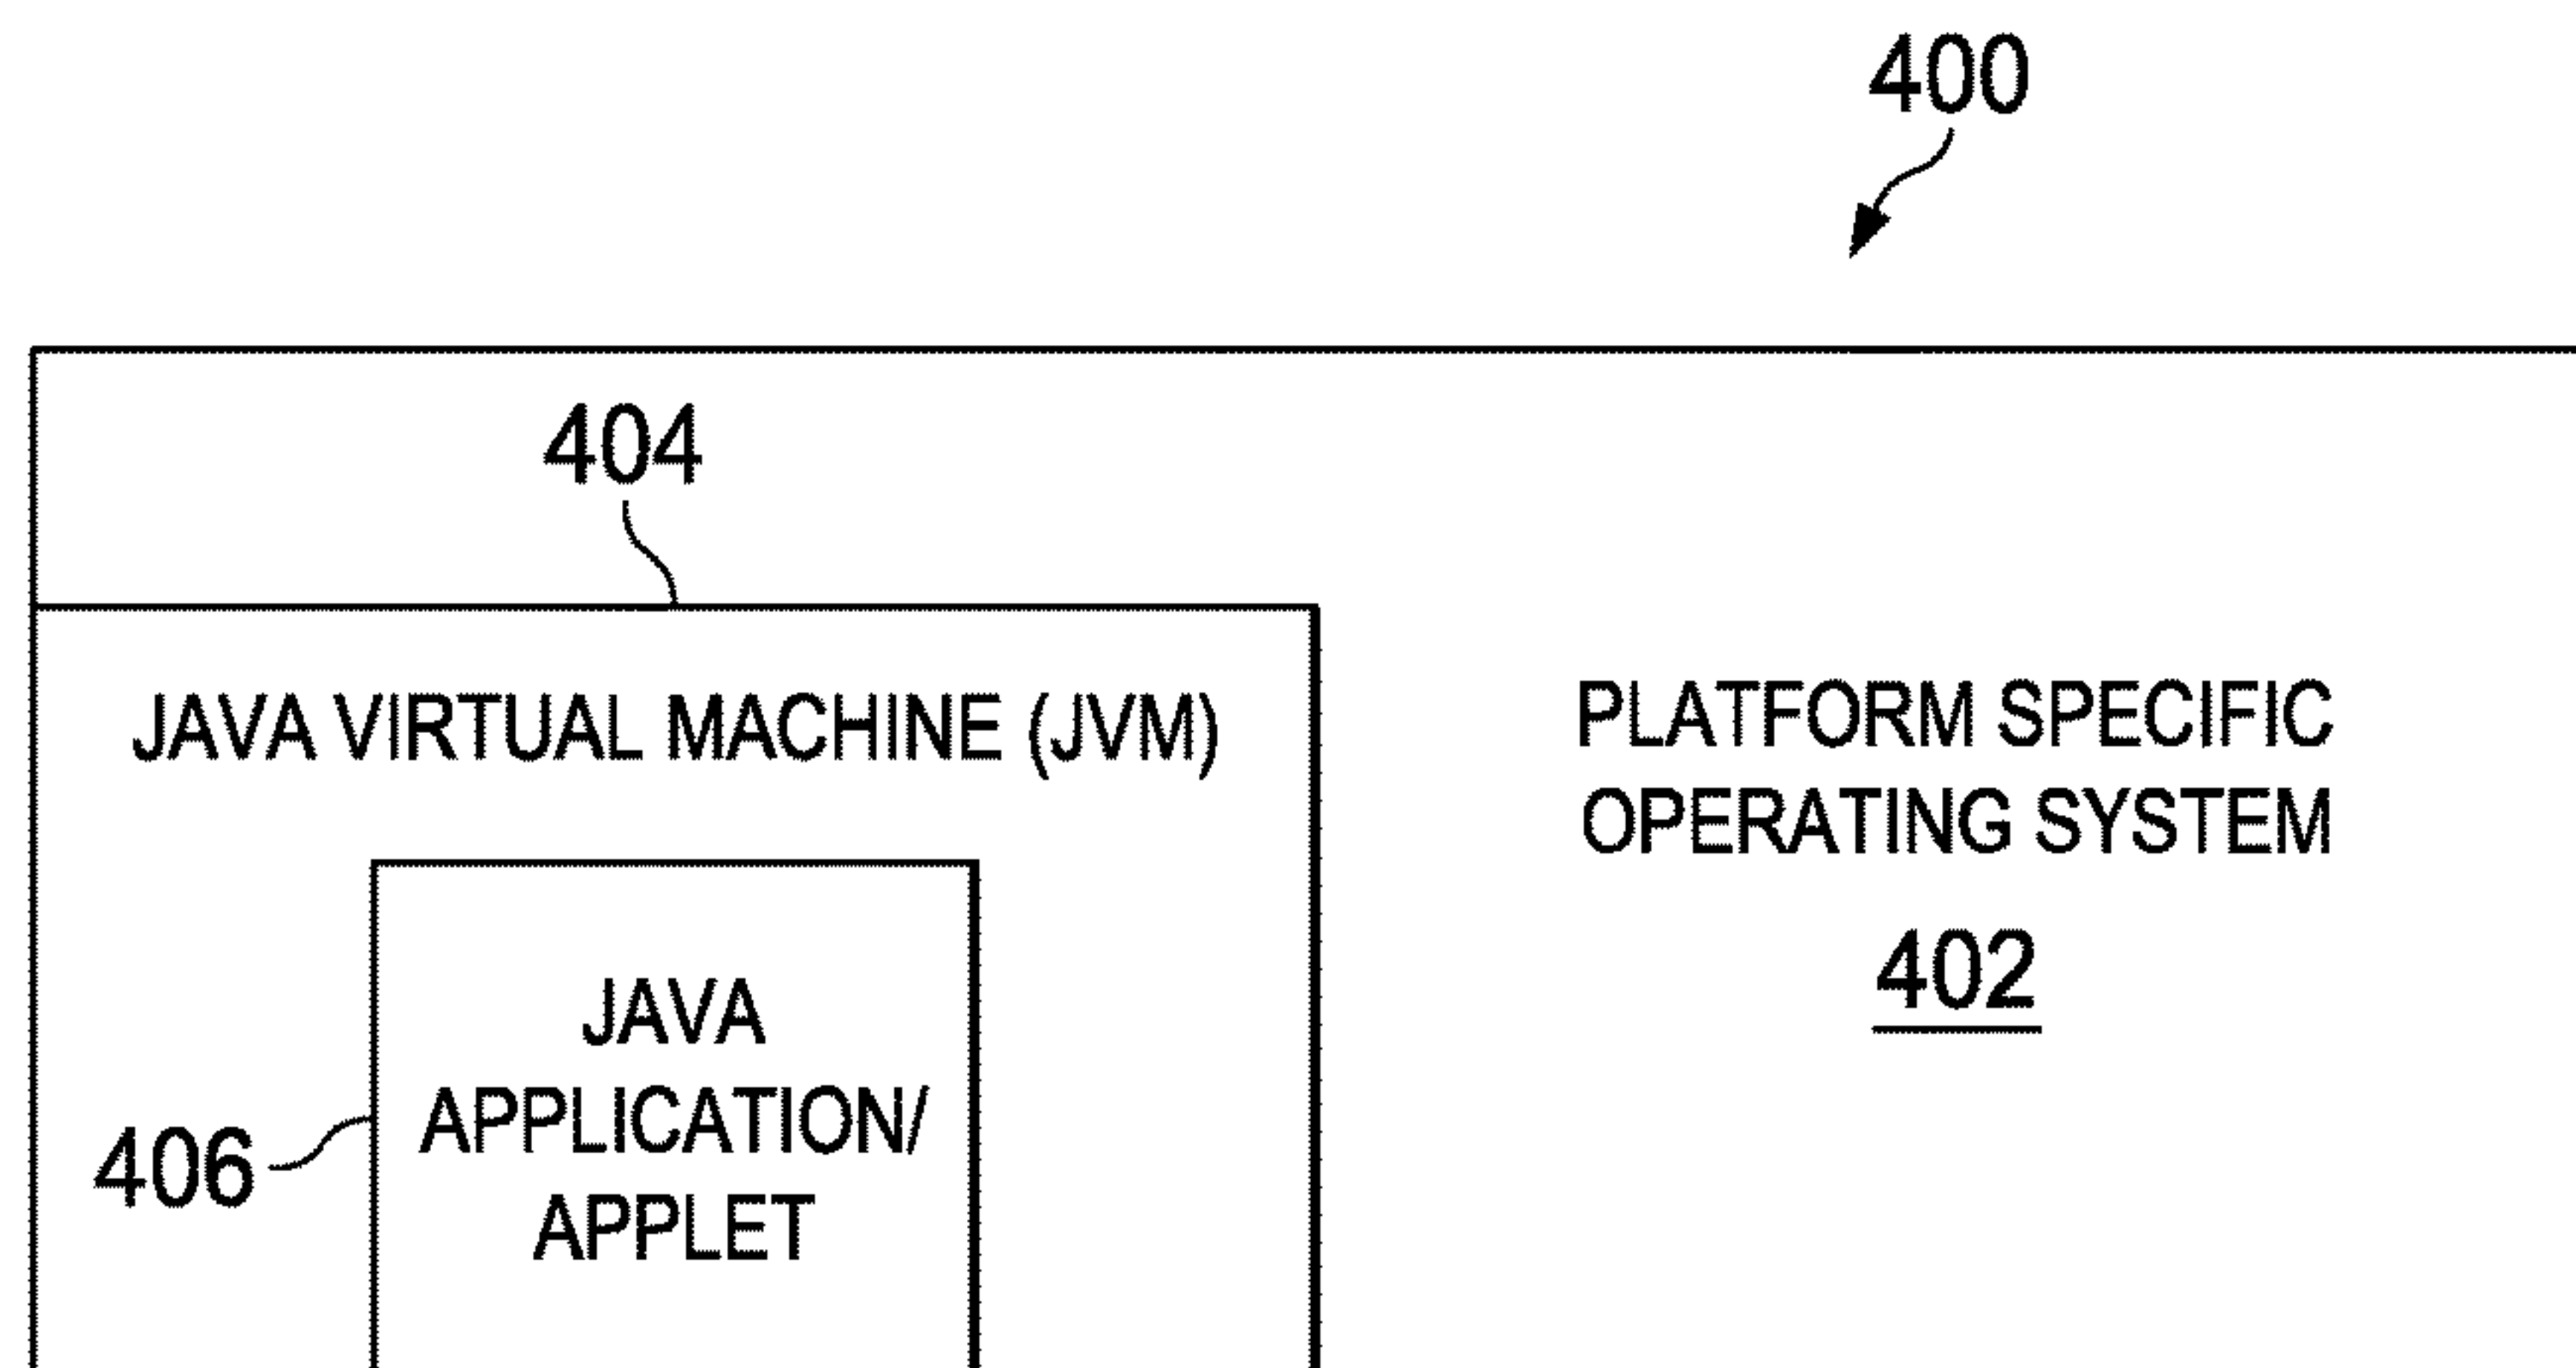 400
404
JAVA VIRTUAL MACHINE (JVM)
PLATFORM SPECIFIC
OPERATING SYSTEM
402
JAVA
APPLICATION/
APPLET
406